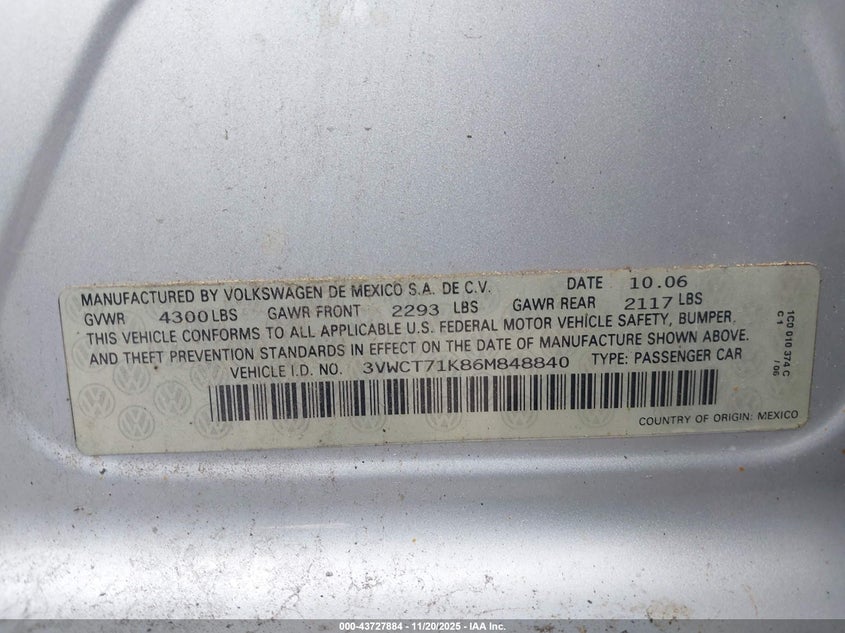 MANUFACTURED BY VOLKSWAGEN DE MEXICO S.A. DE C.V. DATE 10.06
GVWR 4300 LBS GAWR FRONT 2293 LBS GAWR REAR 2117 LBS
THIS VEHICLE CONFORMS TO ALL APPLICABLE U.S. FEDERAL MOTOR VEHICLE SAFETY, BUMPER,
AND THEFT PREVENTION STANDARDS IN EFFECT ON THE DATE OF MANUFACTURE SHOWN ABOVE.
VEHICLE I.D. NO. 3VWCT71K86M848840 TYPE: PASSENGER CAR
COUNTRY OF ORIGIN: MEXICO
1C0 010 374 C
C1 /06
000-43727884 | 11/20/2025 - IAA Inc.